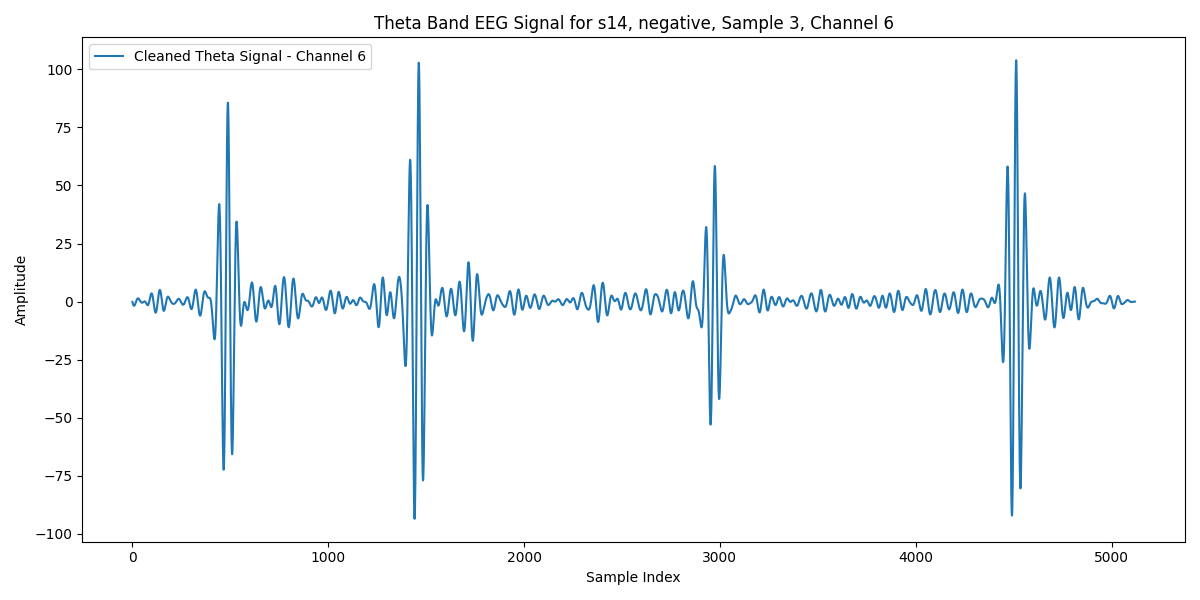 Theta Band EEG Signal for s14, negative, Sample 3, Channel 6
Cleaned Theta Signal - Channel 6
100
75
50
25
0
−25
−50
−75
−100
Amplitude
0 1000 2000 3000 4000 5000
Sample Index